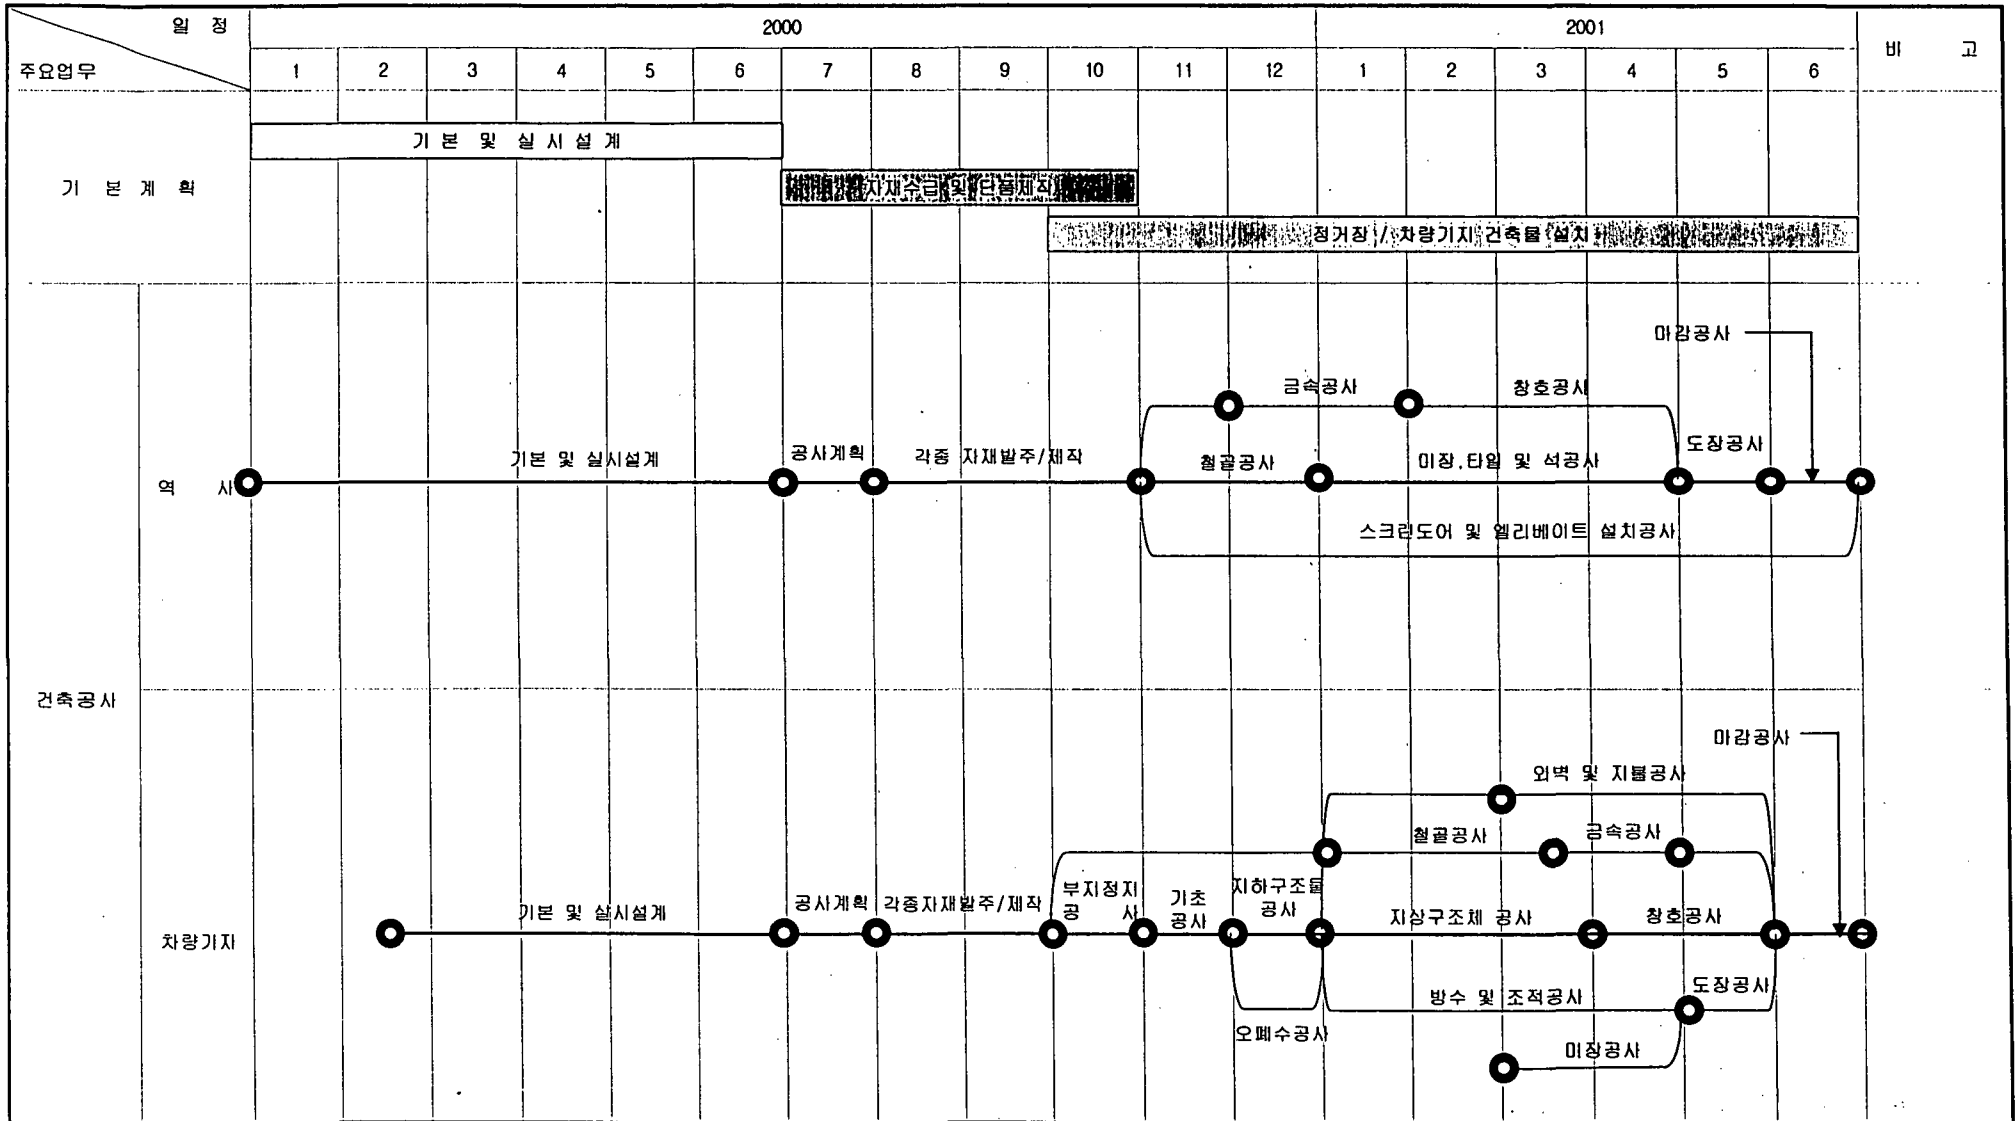 일 정
2000
2001
비 고
주요업무
1 2 3 4 5 6 7 8 9 10 11 12 1 2 3 4 5 6
기 본 및 실 시 설 계
기 본 계 획
자재수급 및 단품제작
정거장 / 차량기지 건축물 설치
마감공사
금속공사
창호공사
기본 및 실시설계
공사계획
각종 자재발주/제작
철골공사
미장,타일 및 석공사
도장공사
역 사
스크린도어 및 엘리베이트 설치공사
건축공사
마감공사
외벽 및 지붕공사
철골공사
금속공사
기본 및 실시설계
공사계획
각종자재발주/제작
부지정지
공 사
기초
공사
지하구조물
공사
지상구조체 공사
창호공사
차량기지
방수 및 조적공사
도장공사
오폐수공사
미장공사